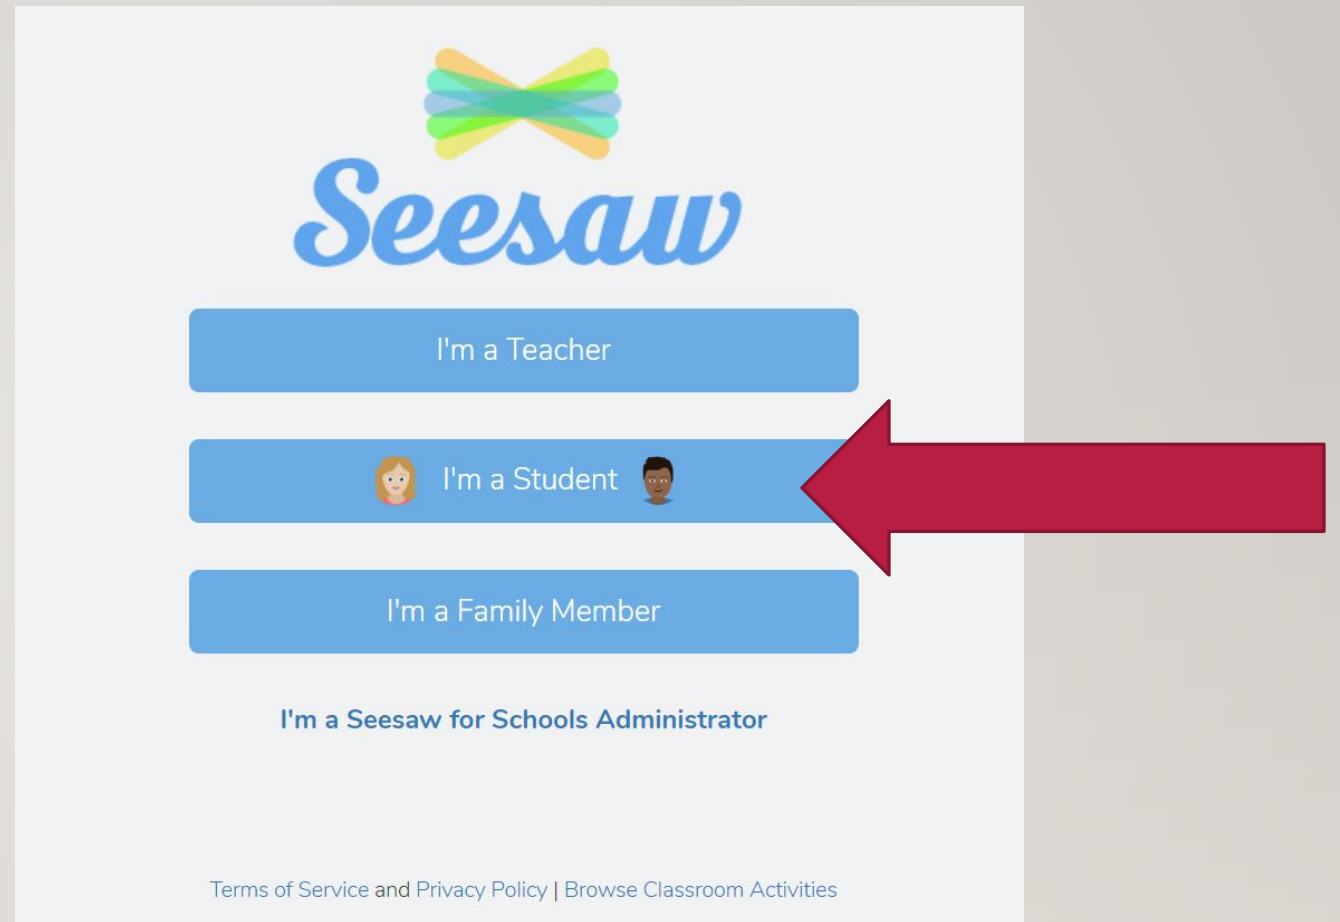 Seesaw
I'm a Teacher
I'm a Student
I'm a Family Member
I'm a Seesaw for Schools Administrator
Terms of Service and Privacy Policy | Browse Classroom Activities